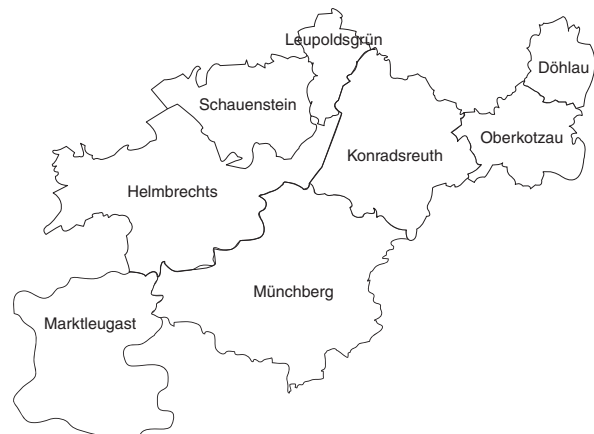 Leupoldsgrün
Döhlau
Schauenstein
Oberkotzau
Konradsreuth
Helmbrechts
Münchberg
Marktleugast